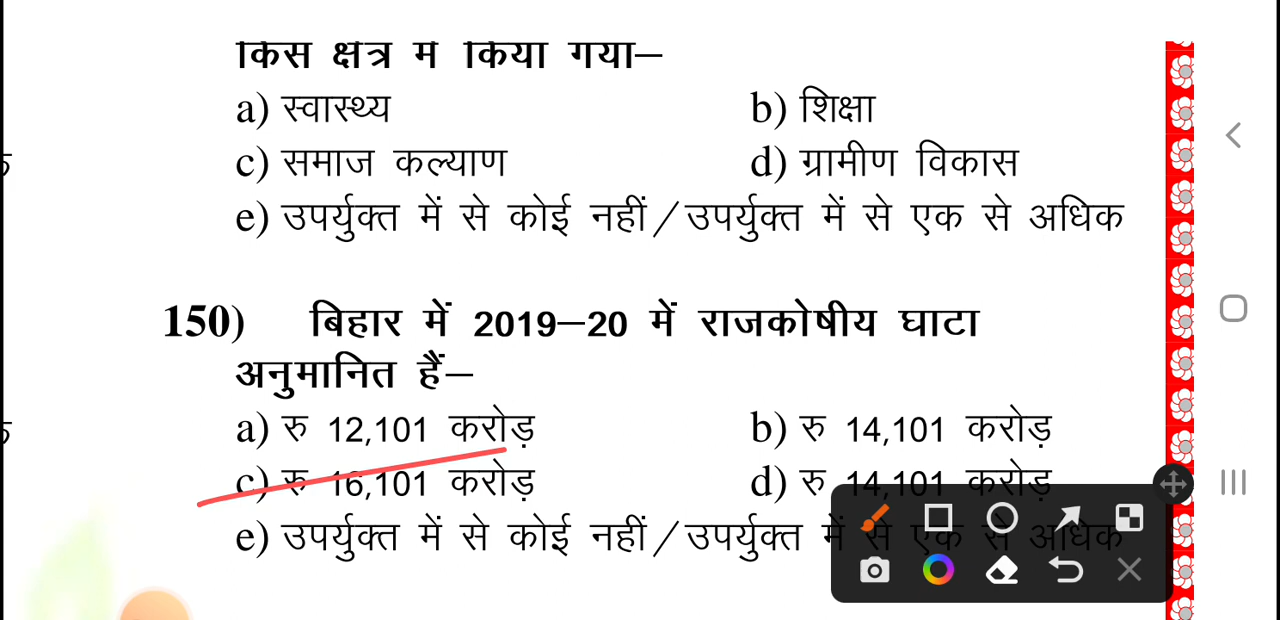 किस क्षेत्र में किया गया—
a) स्वास्थ्य b) शिक्षा
c) समाज कल्याण d) ग्रामीण विकास
e) उपर्युक्त में से कोई नहीं/उपर्युक्त में से एक से अधिक
150) बिहार में 2019—20 में राजकोषीय घाटा
अनुमानित हैं—
a) रु 12,101 करोड़ b) रु 14,101 करोड़
c) रु 16,101 करोड़ d) रु 14,101 करोड़
e) उपर्युक्त में से कोई नहीं/उपर्युक्त में से एक से अधिक